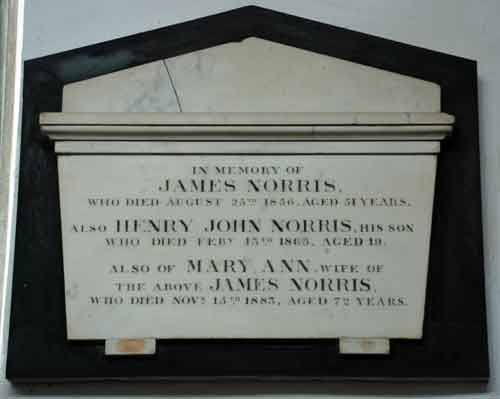 IN MEMORY OF
JAMES NORRIS,
WHO DIED AUGUST 25TH 1856, AGED 51 YEARS.
ALSO HENRY JOHN NORRIS, HIS SON
WHO DIED FEBY 15TH 1865, AGED 19.
ALSO OF MARY ANN, WIFE OF
THE ABOVE JAMES NORRIS,
WHO DIED NOVR 15TH 1883, AGED 72 YEARS.